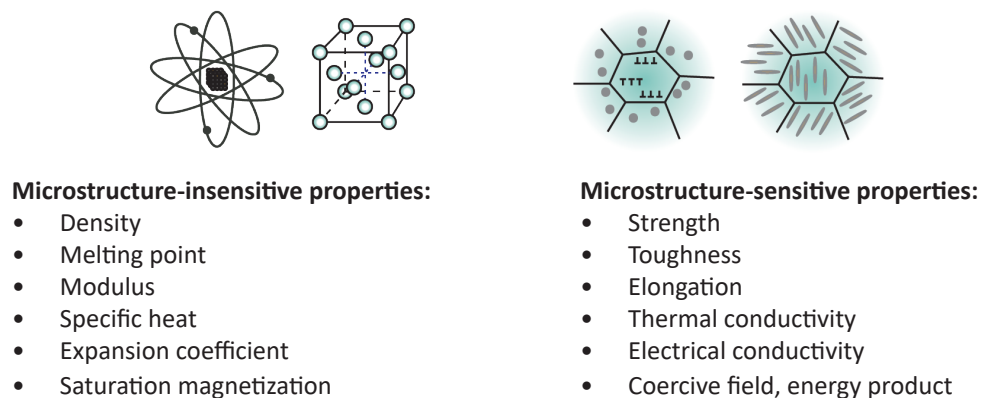 Microstructure-insensitive properties:
• Density
• Melting point
• Modulus
• Specific heat
• Expansion coefficient
• Saturation magnetization
Microstructure-sensitive properties:
• Strength
• Toughness
• Elongation
• Thermal conductivity
• Electrical conductivity
• Coercive field, energy product